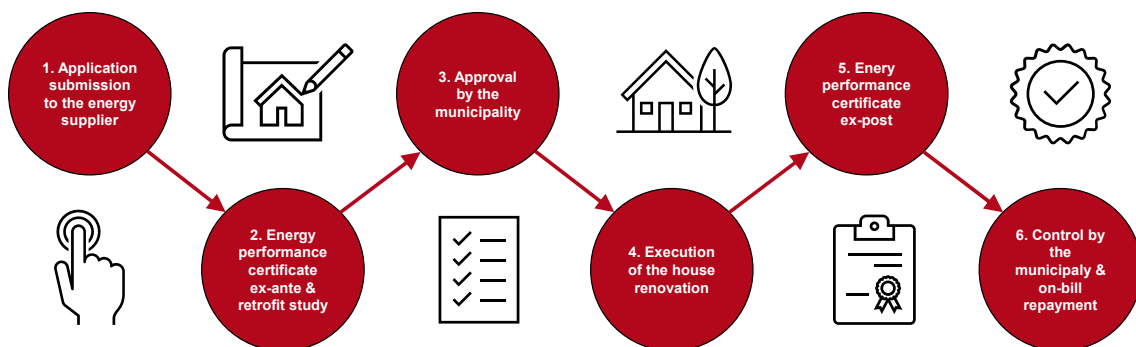 1. Application
submission
to the energy
supplier
2. Energy
performance
certificate
ex-ante &
retrofit study
3. Approval
by the
municipality
4. Execution
of the house
renovation
5. Enery
performance
certificate
ex-post
6. Control by
the
municipaly &
on-bill
repayment